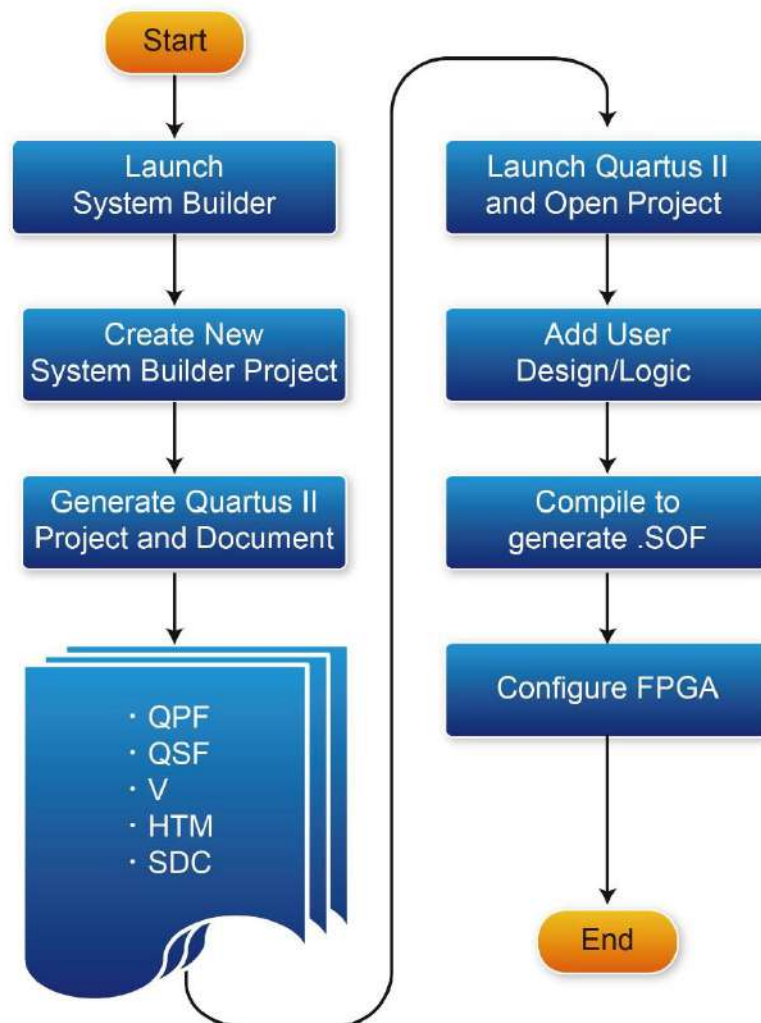 Start
Launch
System Builder
Create New
System Builder Project
Generate Quartus II
Project and Document
· QPF
· QSF
· V
· HTM
· SDC
Launch Quartus II
and Open Project
Add User
Design/Logic
Compile to
generate .SOF
Configure FPGA
End